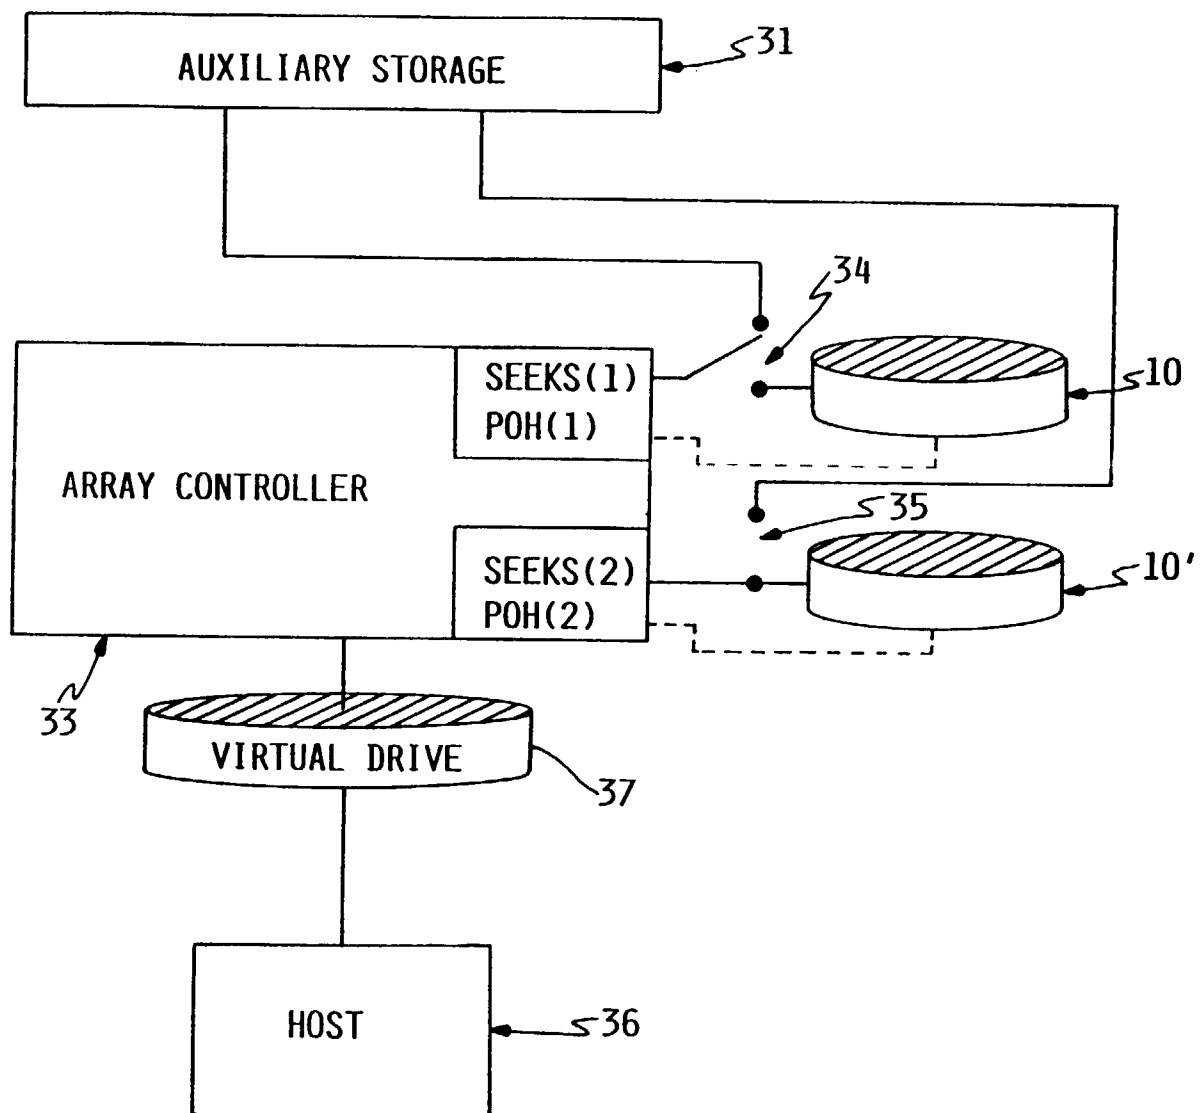 AUXILIARY STORAGE
31
34
SEEKS(1)
POH(1)
10
ARRAY CONTROLLER
35
SEEKS(2)
POH(2)
10'
33
VIRTUAL DRIVE
37
HOST
36